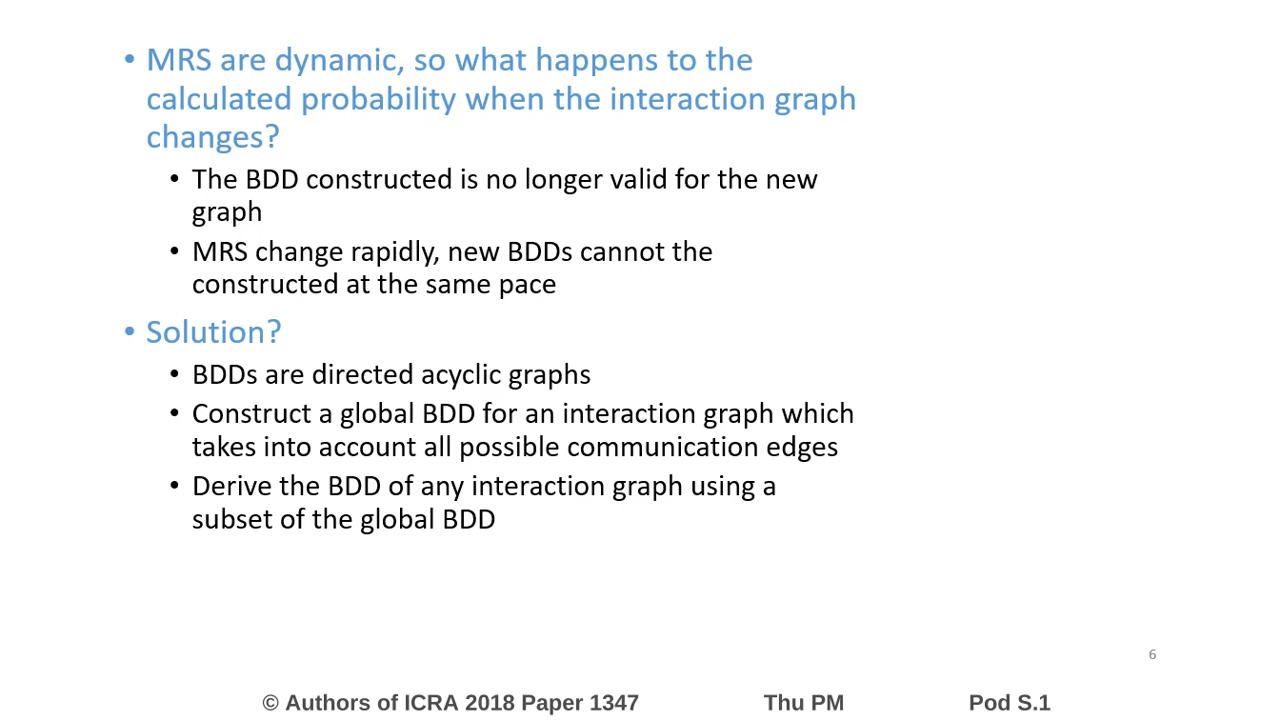 • MRS are dynamic, so what happens to the
calculated probability when the interaction graph
changes?
• The BDD constructed is no longer valid for the new
graph
• MRS change rapidly, new BDDs cannot the
constructed at the same pace
• Solution?
• BDDs are directed acyclic graphs
• Construct a global BDD for an interaction graph which
takes into account all possible communication edges
• Derive the BDD of any interaction graph using a
subset of the global BDD
6
© Authors of ICRA 2018 Paper 1347 Thu PM Pod S.1